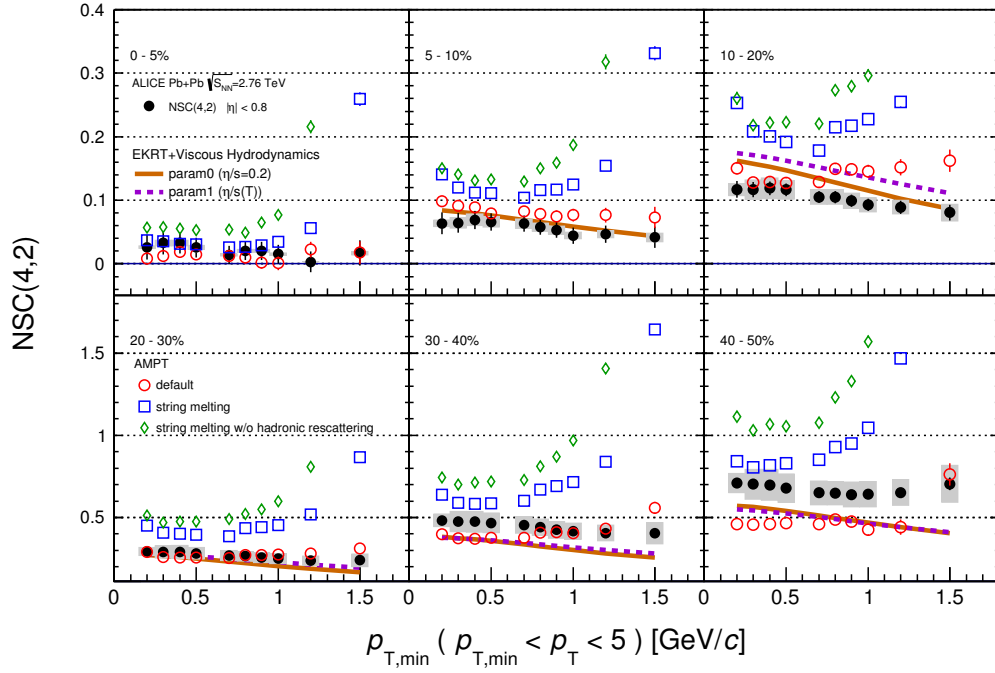 0.4
0.3
0.2
0.1
0
0 - 5%
ALICE Pb+Pb √S_NN=2.76 TeV
NSC(4,2) |η| < 0.8
EKRT+Viscous Hydrodynamics
param0 (η/s=0.2)
param1 (η/s(T))
5 - 10%
10 - 20%
NSC(4,2)
1.5
1
0.5
20 - 30%
AMPT
default
string melting
string melting w/o hadronic rescattering
30 - 40%
40 - 50%
0 0.5 1 1.5 0 0.5 1 1.5 0 0.5 1 1.5
p_T,min ( p_T,min < p_T < 5 ) [GeV/c]